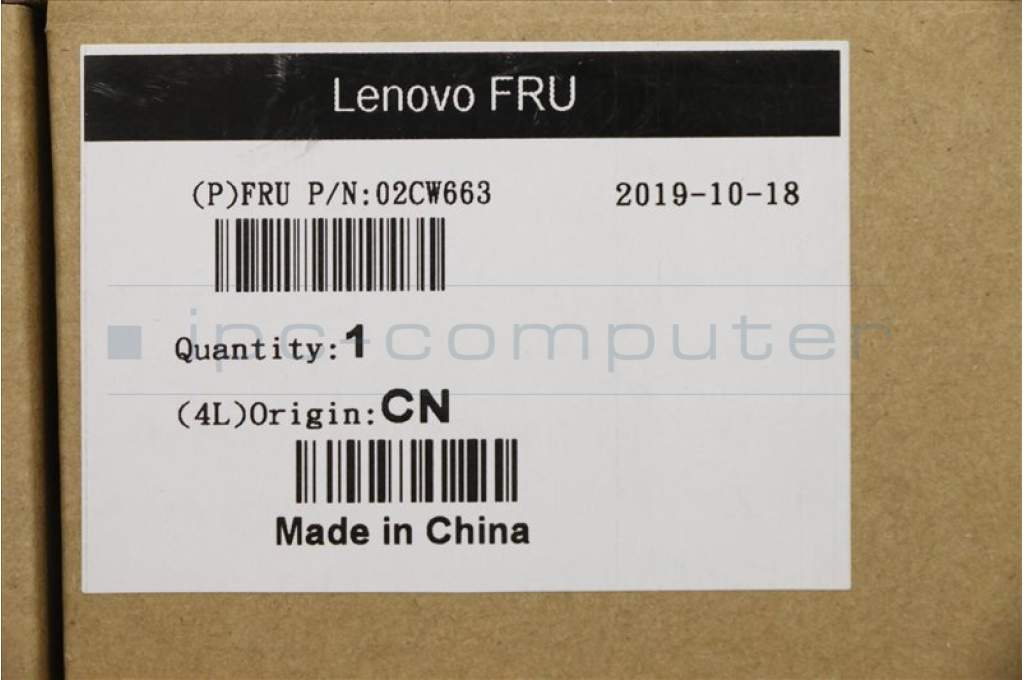 Lenovo FRU
(P)FRU P/N:02CW663 2019-10-18
ipc-computer
Quantity:1
(4L)Origin:CN
Made in China